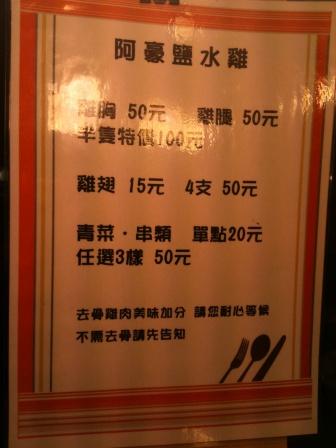 阿豪鹽水雞
雞胸 50元 雞腿 50元
半隻特價100元
雞翅 15元 4支 50元
青菜·串類 單點20元
任選3樣 50元
去骨雞肉美味加分 請您耐心等候
不需去骨請先告知